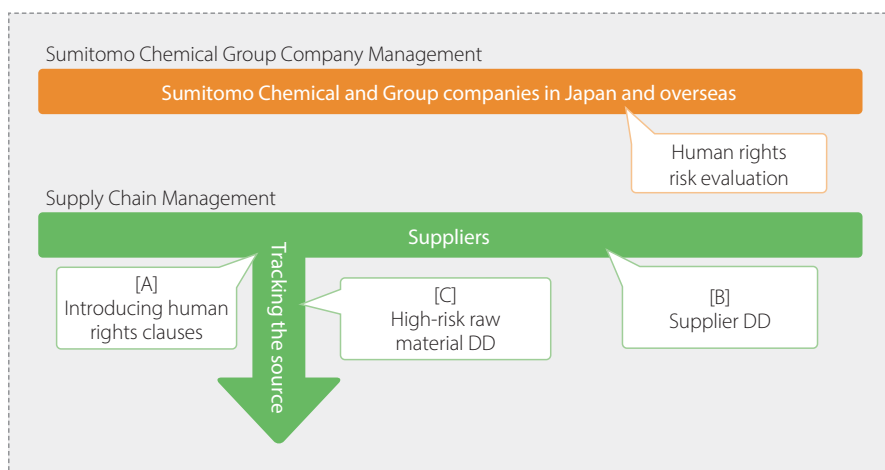 Sumitomo Chemical Group Company Management
Sumitomo Chemical and Group companies in Japan and overseas
Human rights
risk evaluation
Supply Chain Management
Suppliers
Tracking the source
[A]
Introducing human
rights clauses
[C]
High-risk raw
material DD
[B]
Supplier DD